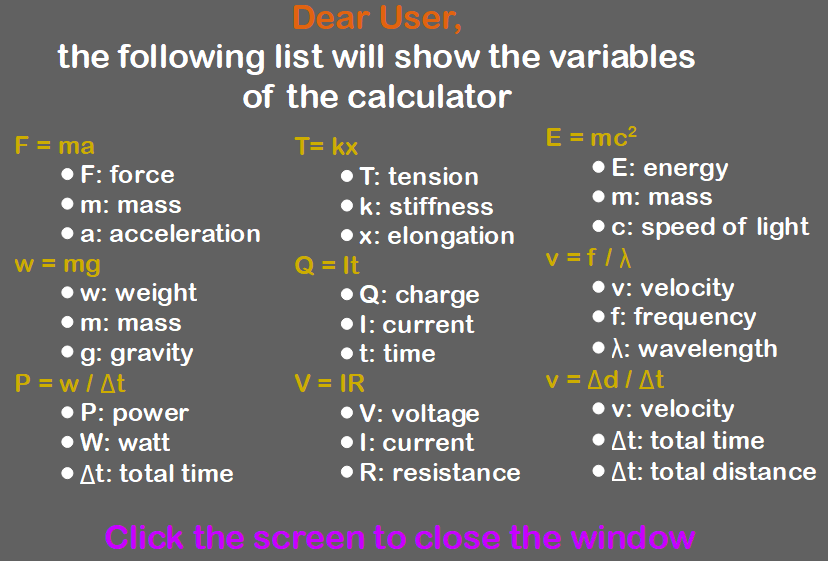 Dear User,
the following list will show the variables
of the calculator
F = ma
● F: force
● m: mass
● a: acceleration
w = mg
● w: weight
● m: mass
● g: gravity
P = w / Δt
● P: power
● W: watt
● Δt: total time
T= kx
● T: tension
● k: stiffness
● x: elongation
Q = It
● Q: charge
● I: current
● t: time
V = IR
● V: voltage
● I: current
● R: resistance
E = mc²
● E: energy
● m: mass
● c: speed of light
v = f / λ
● v: velocity
● f: frequency
● λ: wavelength
v = Δd / Δt
● v: velocity
● Δt: total time
● Δt: total distance
Click the screen to close the window